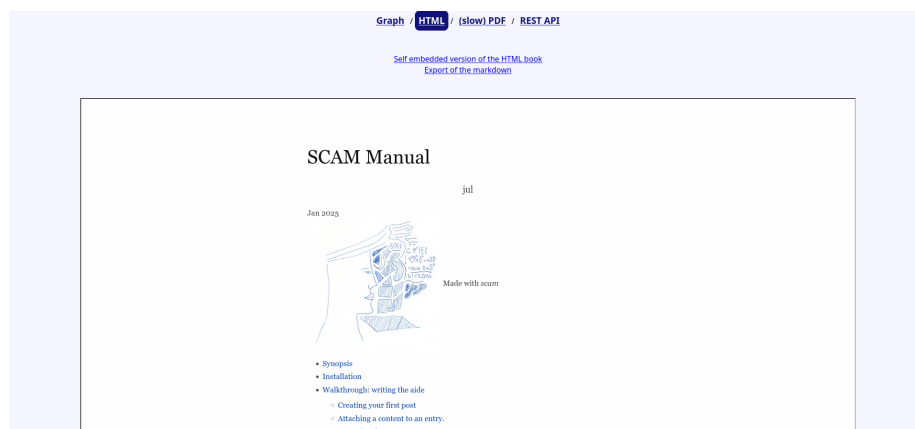 Graph / HTML / (slow) PDF / REST API
Self embedded version of the HTML book
Export of the markdown
SCAM Manual
jul
Jan 2025
Made with scam
Synopsis
Installation
Walkthrough: writing the aide
Creating your first post
Attaching a content to an entry.